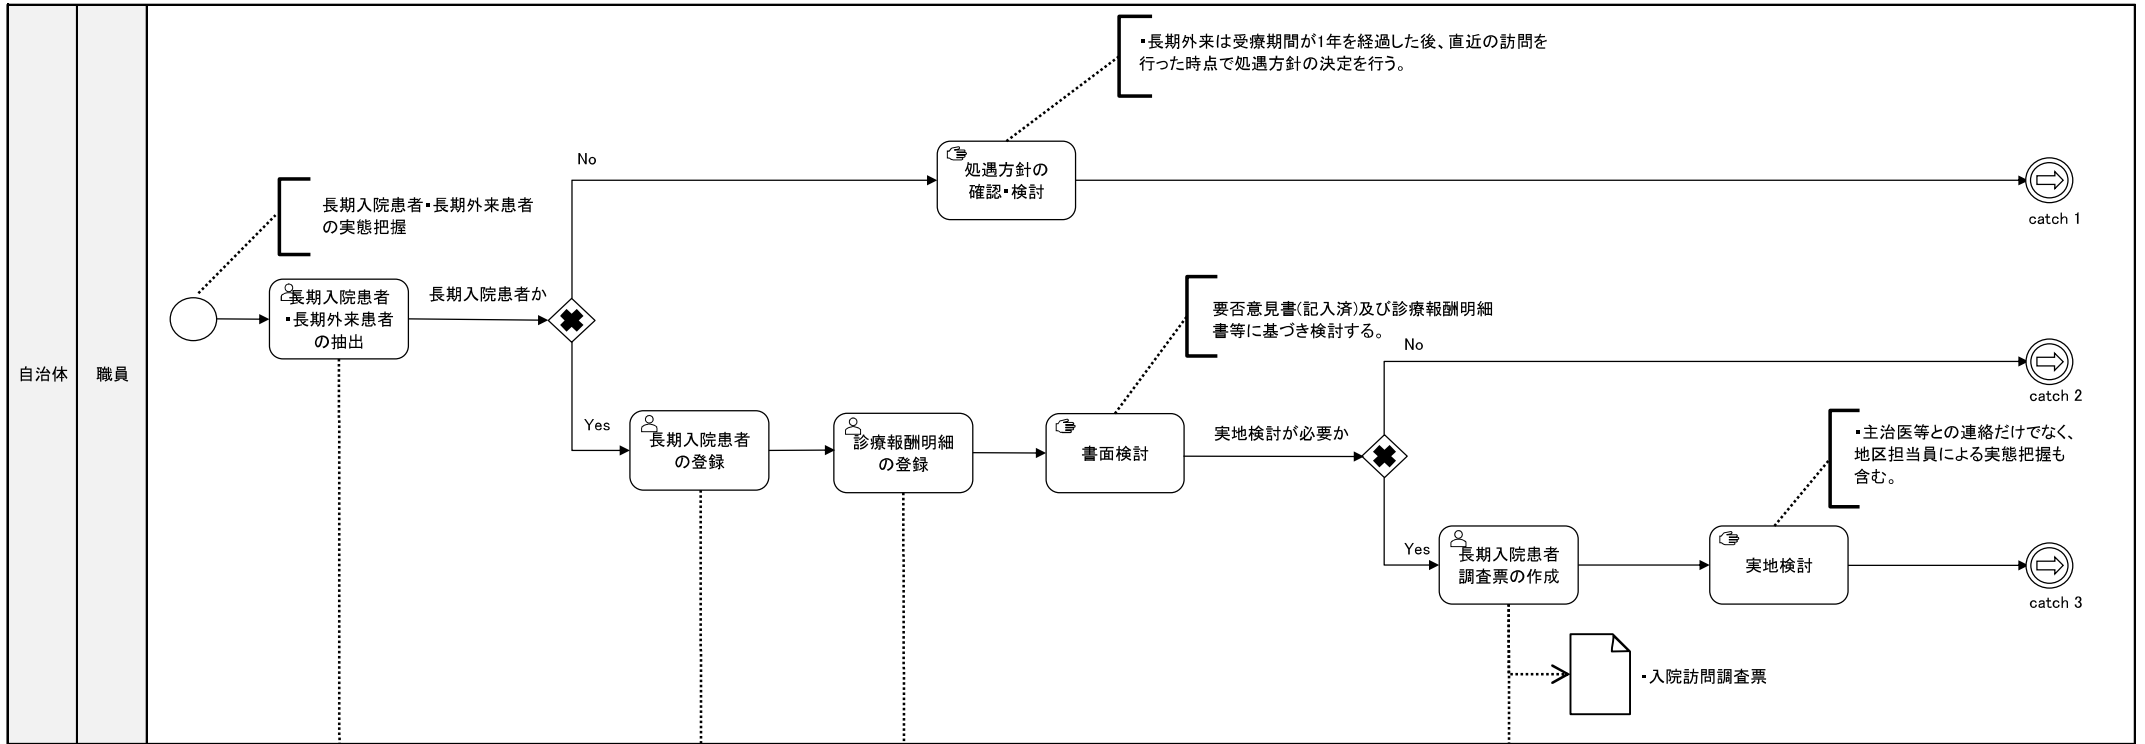 自治体
職員
長期入院患者・長期外来患者
の実態把握
長期入院患者
・長期外来患者
の抽出
長期入院患者か
No
処遇方針の
確認・検討
・長期外来は受療期間が1年を経過した後、直近の訪問を
行った時点で処遇方針の決定を行う。
catch 1
Yes
長期入院患者
の登録
診療報酬明細
の登録
書面検討
要否意見書(記入済)及び診療報酬明細
書等に基づき検討する。
実地検討が必要か
No
catch 2
Yes
長期入院患者
調査票の作成
・入院訪問調査票
実地検討
・主治医等との連絡だけでなく、
地区担当員による実態把握も
含む。
catch 3